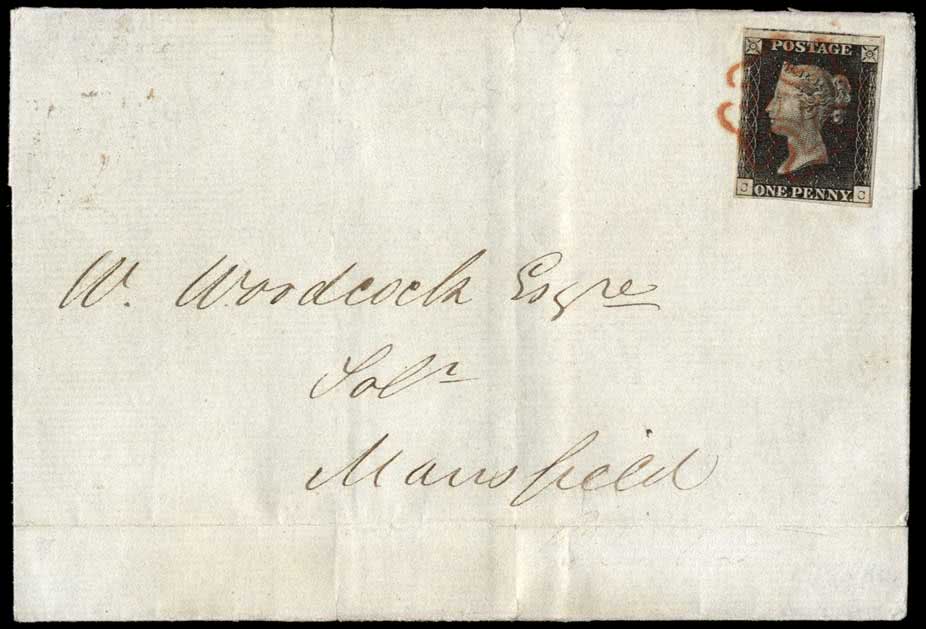 POSTAGE
ONE PENNY
C C
W. Woodcock Esqre
Solr
Mansfield